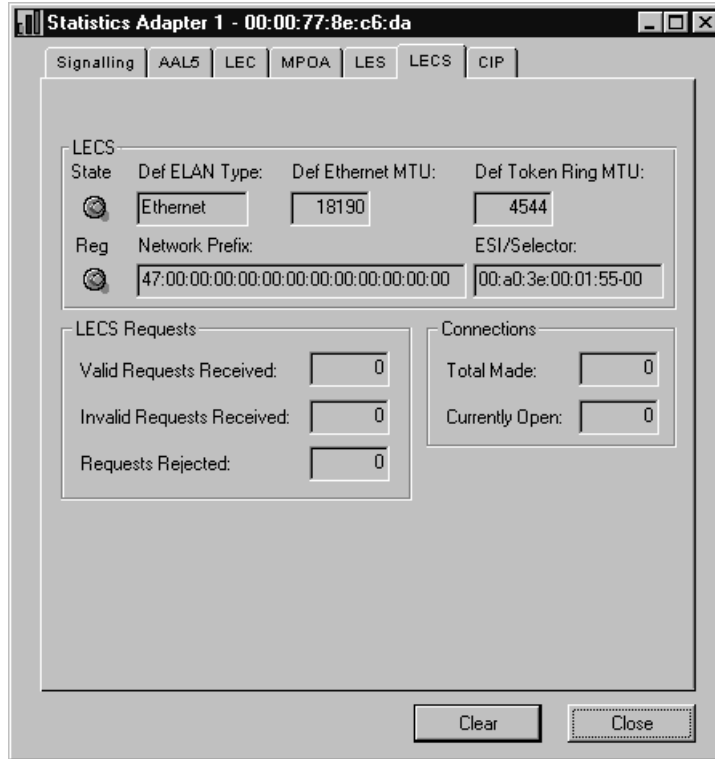 Statistics Adapter 1 - 00:00:77:8e:c6:da
Signalling AAL5 LEC MPOA LES LECS CIP
LECS
State Def ELAN Type: Def Ethernet MTU: Def Token Ring MTU:
Ethernet 18190 4544
Reg Network Prefix: ESI/Selector:
47:00:00:00:00:00:00:00:00:00:00:00:00 00:a0:3e:00:01:55-00
LECS Requests
Valid Requests Received: 0
Invalid Requests Received: 0
Requests Rejected: 0
Connections
Total Made: 0
Currently Open: 0
Clear Close